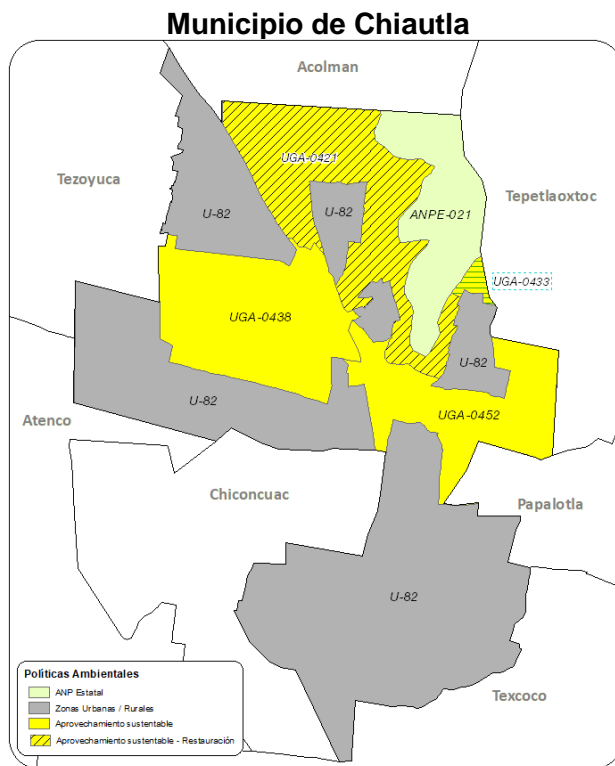 Municipio de Chiautla
Acolman
UGA-0421
Tezoyuca
Tepetlaoxtoc
U-82
U-82
ANPE-021
UGA-0433
UGA-0438
U-82
U-82
UGA-0452
Atenco
Chiconcuac
Papalotla
U-82
Texcoco
Políticas Ambientales
ANP Estatal
Zonas Urbanas / Rurales
Aprovechamiento sustentable
Aprovechamiento sustentable - Restauración